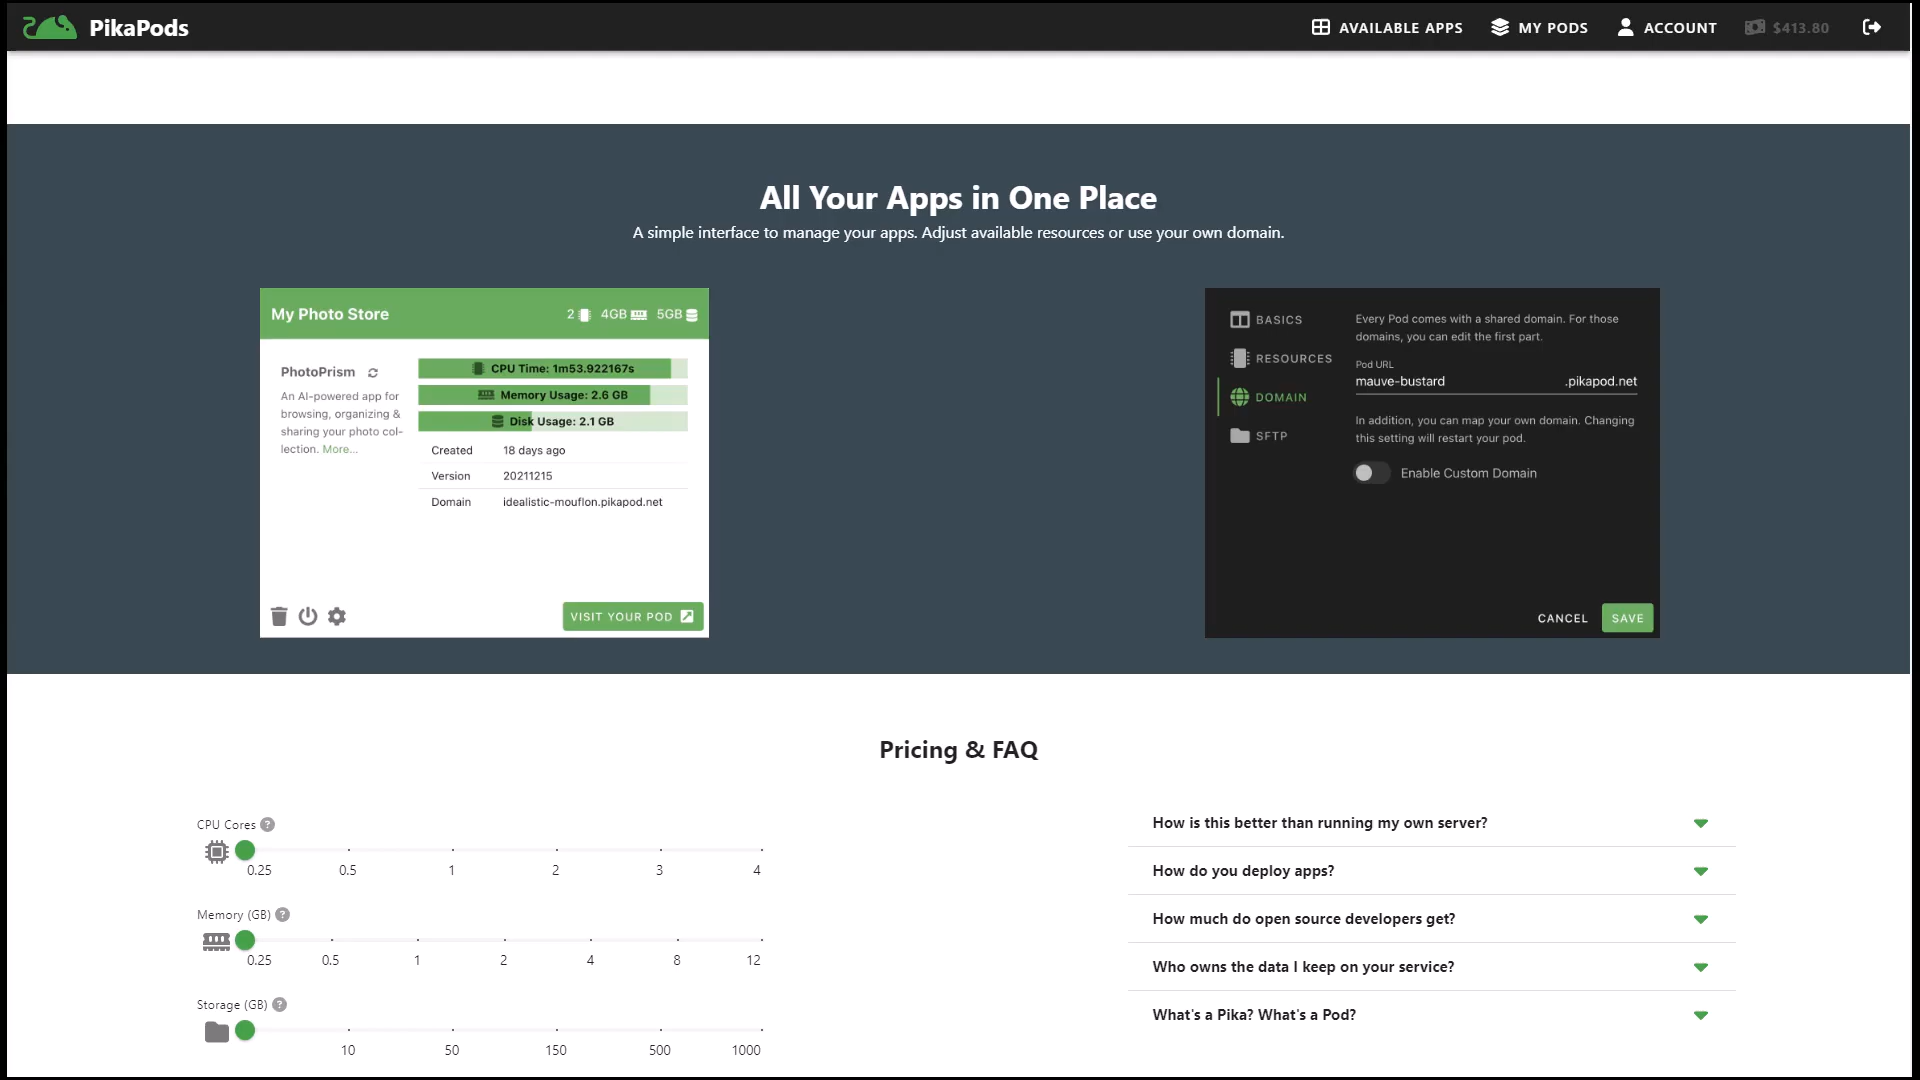 PikaPods
AVAILABLE APPS
MY PODS
ACCOUNT
$413.80
All Your Apps in One Place
A simple interface to manage your apps. Adjust available resources or use your own domain.
My Photo Store
2
4GB
5GB
PhotoPrism
An AI-powered app for
browsing, organizing &
sharing your photo col-
lection. More...
CPU Time: 1m53.922167s
Memory Usage: 2.6 GB
Disk Usage: 2.1 GB
Created 18 days ago
Version 20211215
Domain idealistic-mouflon.pikapod.net
VISIT YOUR POD
BASICS
RESOURCES
DOMAIN
SFTP
Every Pod comes with a shared domain. For those
domains, you can edit the first part.
Pod URL
mauve-bustard .pikapod.net
In addition, you can map your own domain. Changing
this setting will restart your pod.
Enable Custom Domain
CANCEL
SAVE
Pricing & FAQ
CPU Cores ?
0.25 0.5 1 2 3 4
Memory (GB) ?
0.25 0.5 1 2 4 8 12
Storage (GB) ?
10 50 150 500 1000
How is this better than running my own server?
How do you deploy apps?
How much do open source developers get?
Who owns the data I keep on your service?
What's a Pika? What's a Pod?